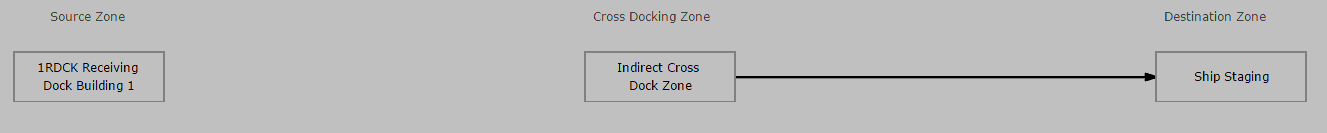 Source Zone
Cross Docking Zone
Destination Zone
1RDCK Receiving
Dock Building 1
Indirect Cross
Dock Zone
Ship Staging